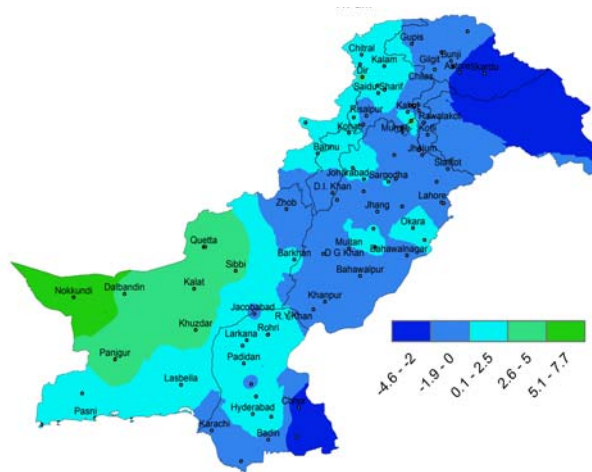 Chitral
Gupis
Kalam
Gilgit
Bunji
Dir
Chilas
Saidu Sharif
Risalpur
Rawalakot
Kohat
Kotli
Bannu
Jhelum
Sialkot
Joharabad
Sargodha
D.I. Khan
Zhob
Lahore
Jhang
Okara
Quetta
Multan
Sibbi
Barkhan
D G Khan
Bahawalnagar
Bahawalpur
Nokkundi
Dalbandin
Kalat
Khanpur
Jacobabad
R.Y.Khan
Khuzdar
Larkana
Rohri
Panjgur
Padidan
Lasbella
Pasni
Hyderabad
Karachi
Badin
-4.6 - -2
-1.9 - 0
0.1 - 2.5
2.6 - 5
5.1 - 7.7